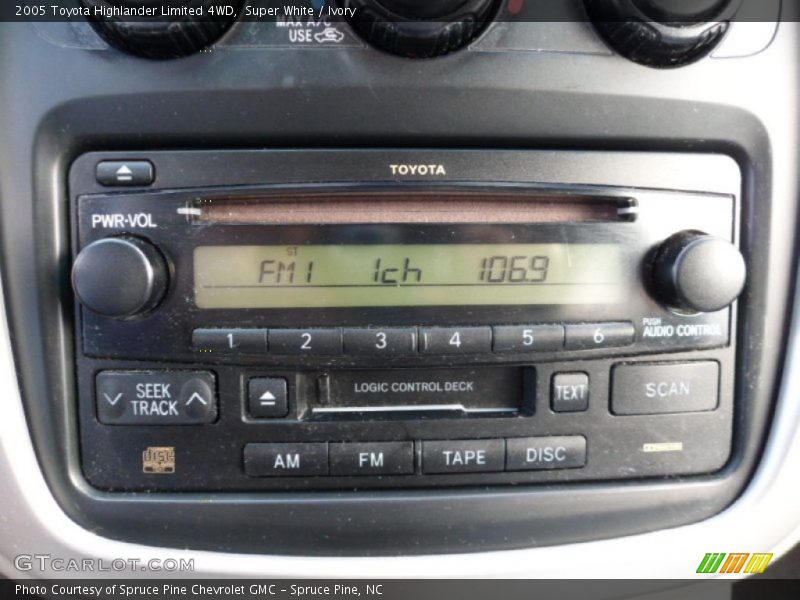 2005 Toyota Highlander Limited 4WD, Super White / Ivory
MAX A/C
USE
TOYOTA
PWR-VOL
ST
FM1 1ch 106.9
PUSH
AUDIO CONTROL
1 2 3 4 5 6
SEEK
TRACK
LOGIC CONTROL DECK
TEXT
SCAN
disc
AM FM TAPE DISC
GTCARLOT.COM
Photo Courtesy of Spruce Pine Chevrolet GMC - Spruce Pine, NC